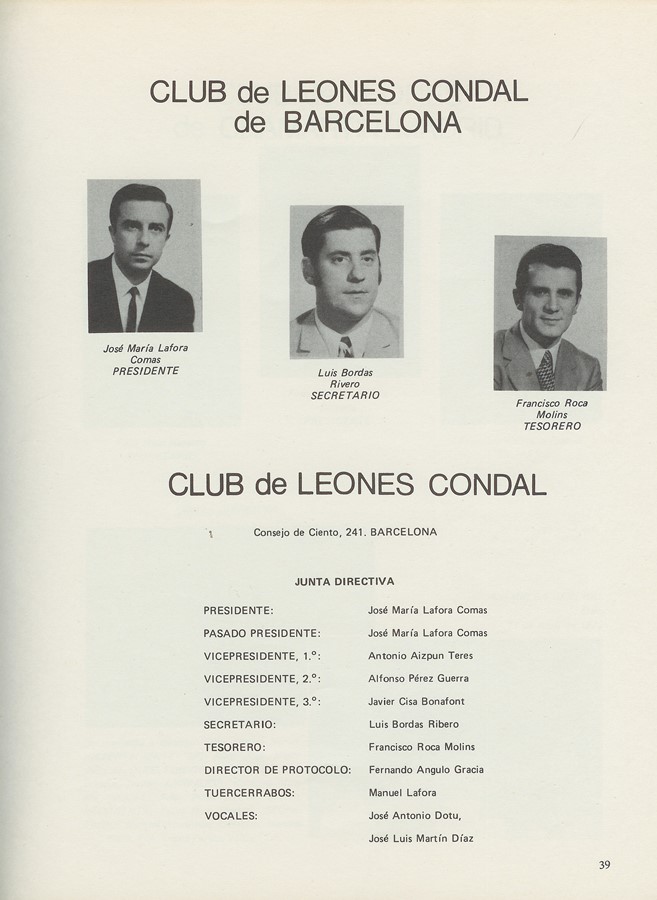 CLUB de LEONES CONDAL
de BARCELONA
José María Lafora
Comas
PRESIDENTE
Luis Bordas
Rivero
SECRETARIO
Francisco Roca
Molins
TESORERO
CLUB de LEONES CONDAL
Consejo de Ciento, 241. BARCELONA
JUNTA DIRECTIVA
PRESIDENTE: José María Lafora Comas
PASADO PRESIDENTE: José María Lafora Comas
VICEPRESIDENTE, 1.º: Antonio Aizpun Teres
VICEPRESIDENTE, 2.º: Alfonso Pérez Guerra
VICEPRESIDENTE, 3.º: Javier Cisa Bonafont
SECRETARIO: Luis Bordas Ribero
TESORERO: Francisco Roca Molins
DIRECTOR DE PROTOCOLO: Fernando Angulo Gracia
TUERCERRABOS: Manuel Lafora
VOCALES: José Antonio Dotu,
José Luis Martín Díaz
39